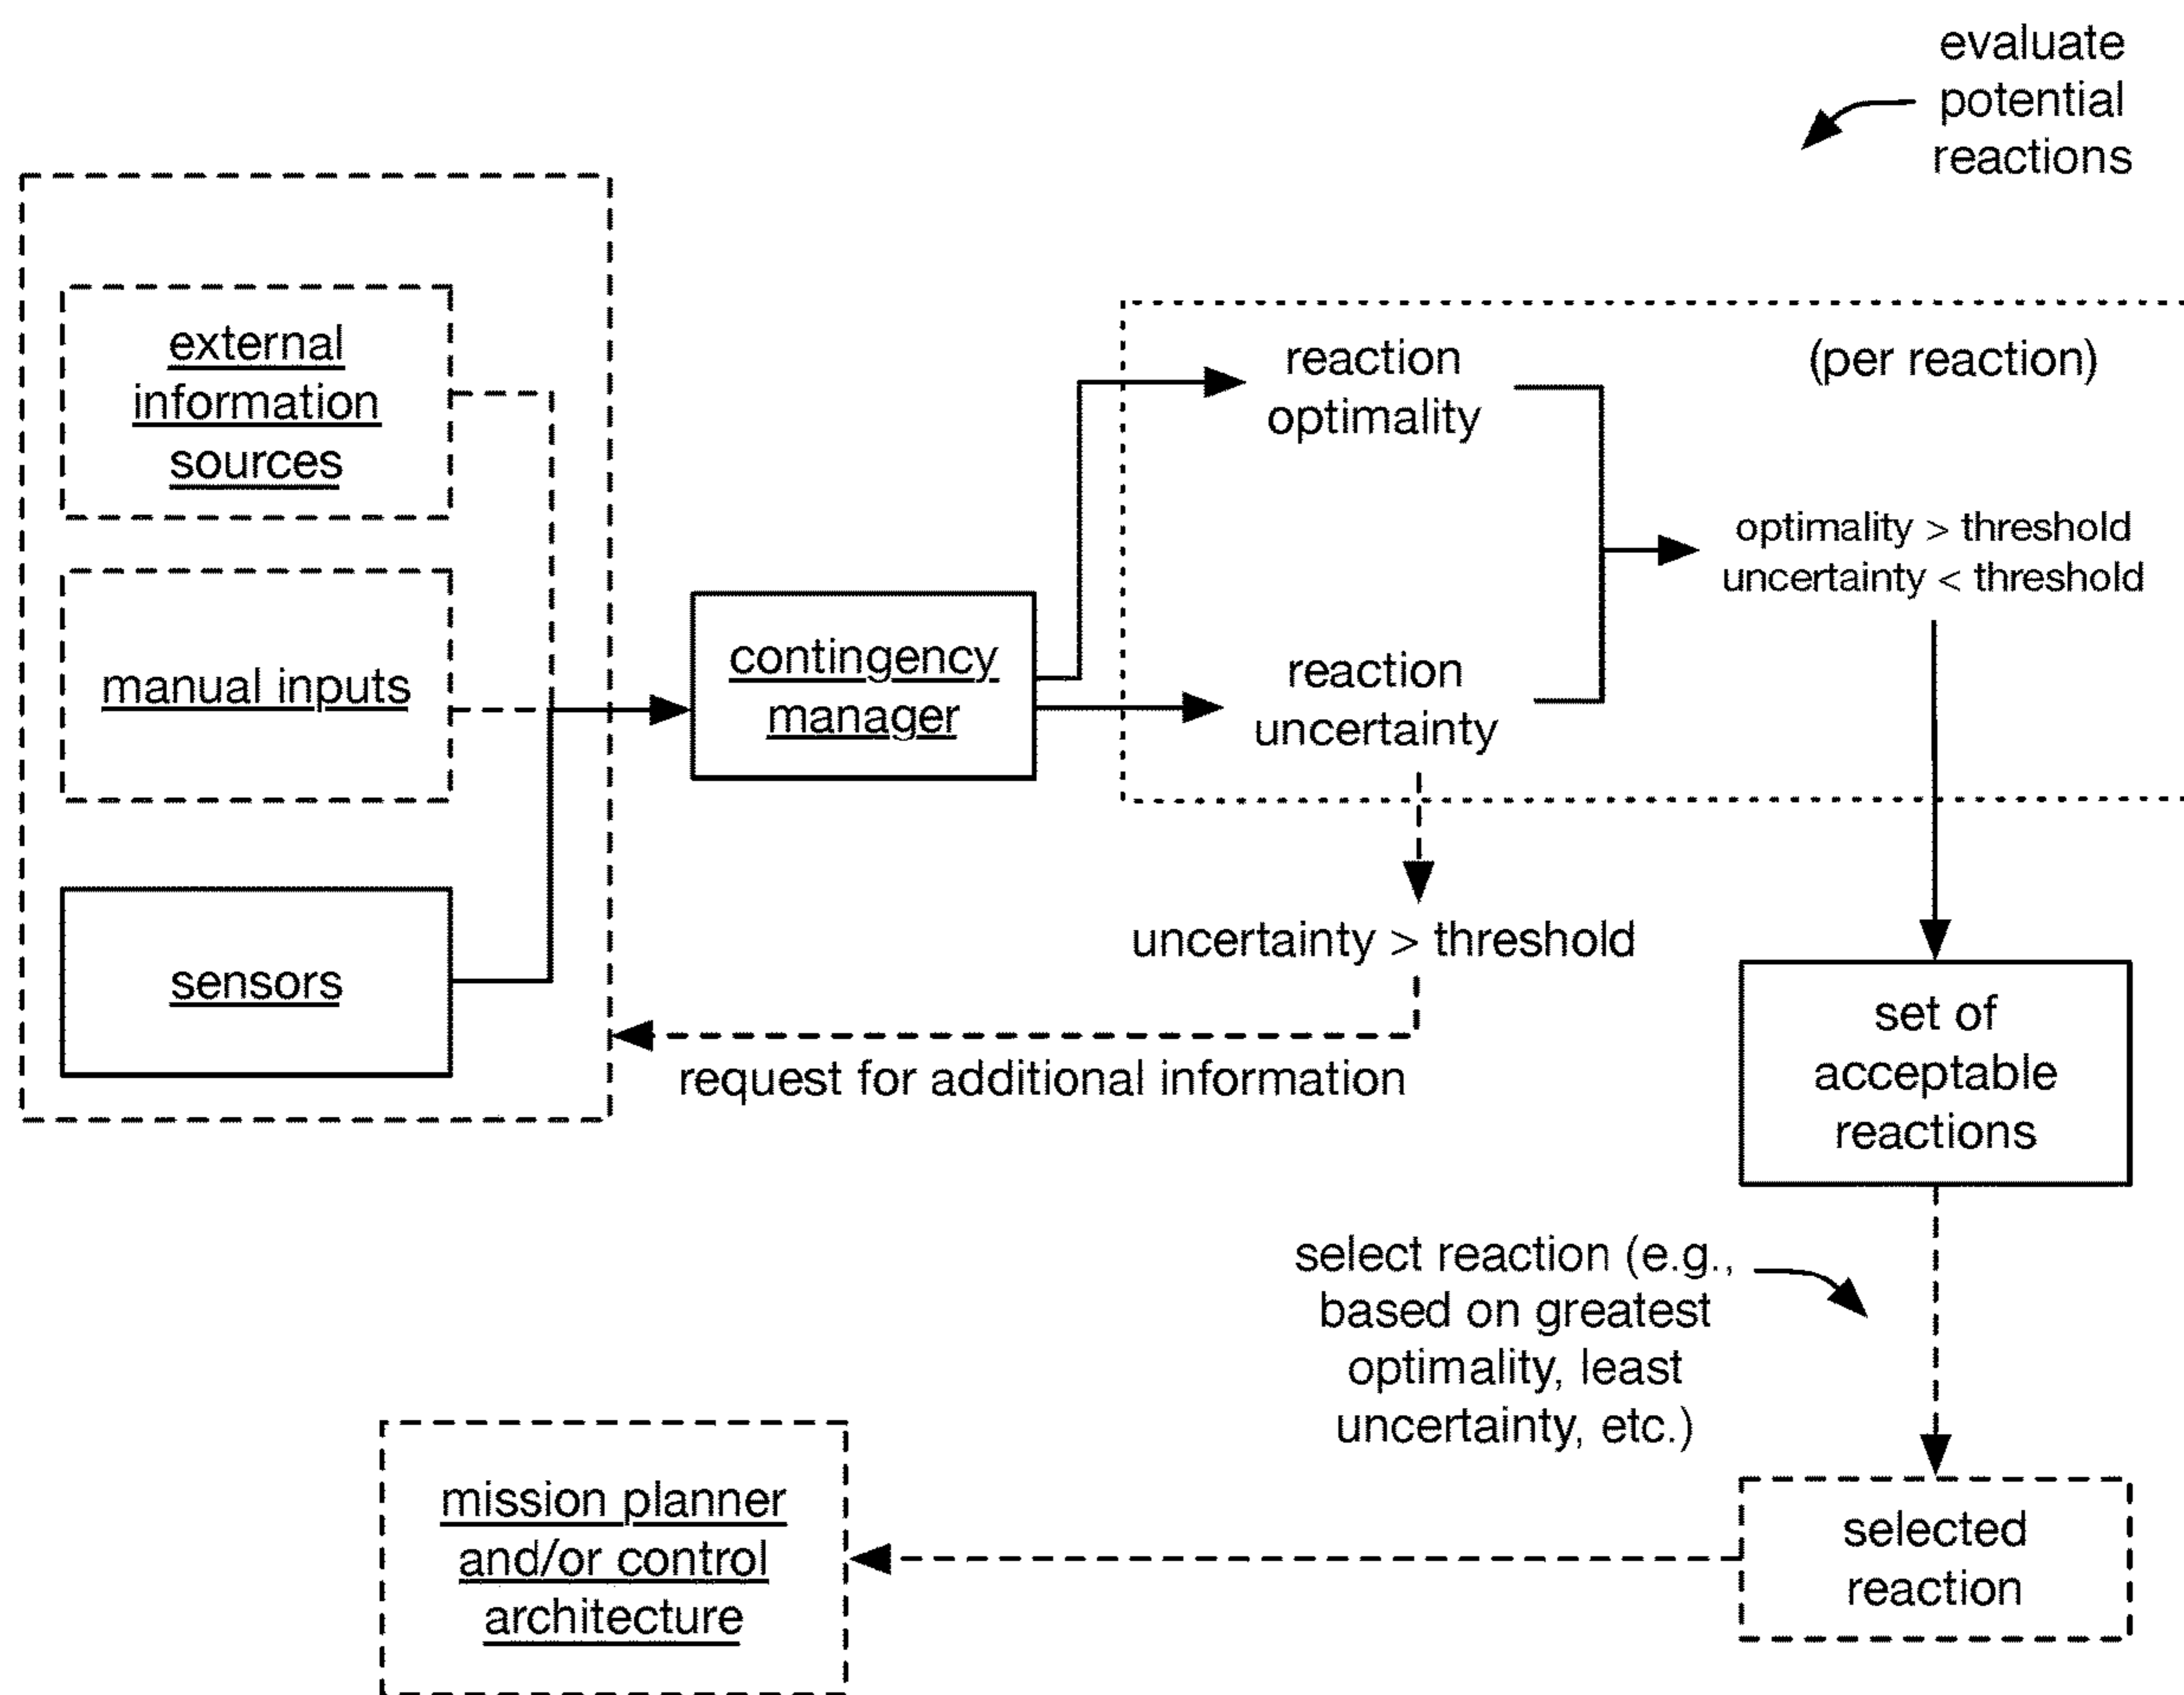 evaluate
potential
reactions
external
information
sources
manual inputs
sensors
contingency
manager
reaction
optimality
(per reaction)
reaction
uncertainty
optimality > threshold
uncertainty < threshold
uncertainty > threshold
request for additional information
set of
acceptable
reactions
select reaction (e.g.,
based on greatest
optimality, least
uncertainty, etc.)
selected
reaction
mission planner
and/or control
architecture